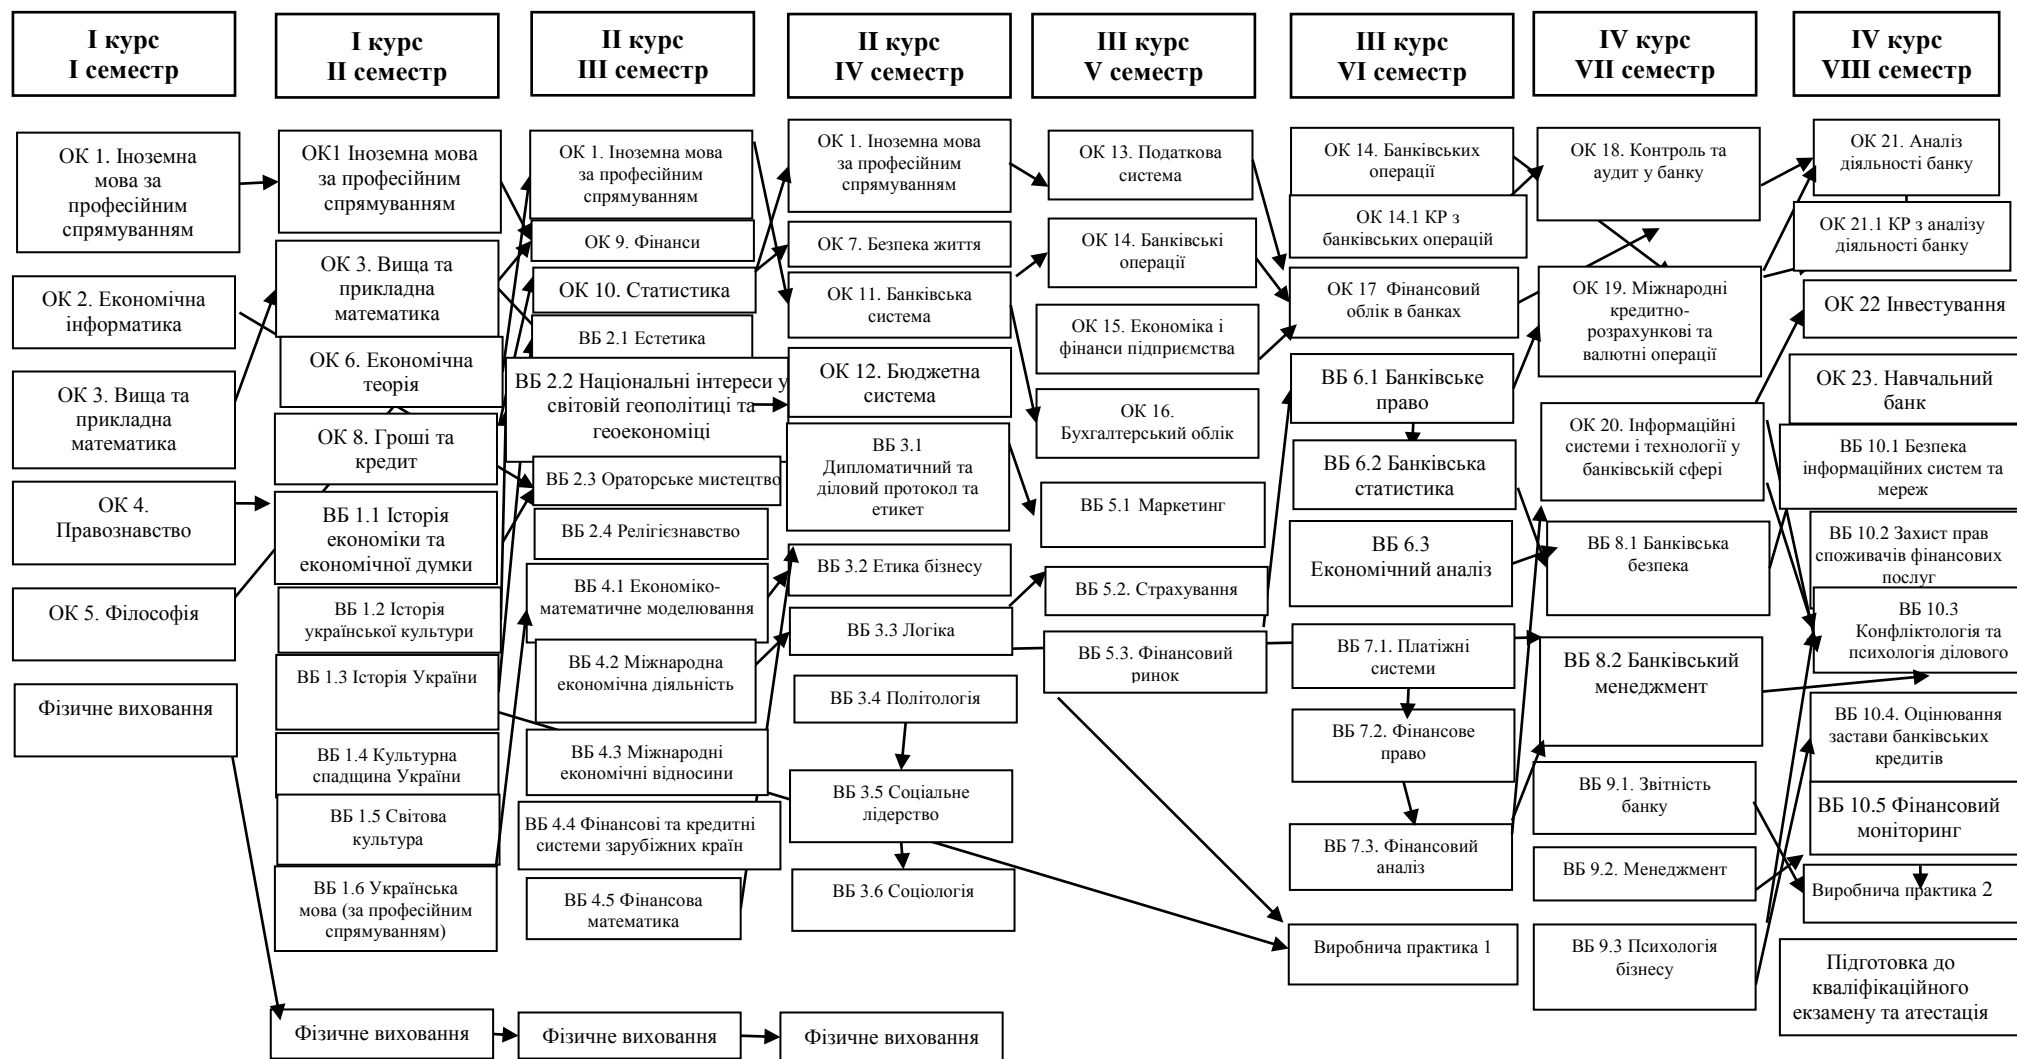 I курс
I семестр
I курс
II семестр
II курс
III семестр
II курс
IV семестр
III курс
V семестр
III курс
VI семестр
IV курс
VII семестр
IV курс
VIII семестр
ОК 1. Іноземна
мова за
професійним
спрямуванням
ОК 2. Економічна
інформатика
ОК 3. Вища та
прикладна
математика
ОК 4.
Правознавство
ОК 5. Філософія
Фізичне виховання
ОК1 Іноземна мова
за професійним
спрямуванням
ОК 3. Вища та
прикладна
математика
ОК 6. Економічна
теорія
ОК 8. Гроші та
кредит
ВБ 1.1 Історія
економіки та
економічної думки
ВБ 1.2 Історія
української культури
ВБ 1.3 Історія України
ВБ 1.4 Культурна
спадщина України
ВБ 1.5 Світова
культура
ВБ 1.6 Українська
мова (за професійним
спрямуванням)
Фізичне виховання
ОК 1. Іноземна мова
за професійним
спрямуванням
ОК 9. Фінанси
ОК 10. Статистика
ВБ 2.1 Естетика
ВБ 2.2 Національні інтереси у
світовій геополітиці та
геоекономіці
ВБ 2.3 Ораторське мистецтво
ВБ 2.4 Релігієзнавство
ВБ 4.1 Економіко-
математичне моделювання
ВБ 4.2 Міжнародна
економічна діяльність
ВБ 4.3 Міжнародні
економічні відносини
ВБ 4.4 Фінансові та кредитні
системи зарубіжних країн
ВБ 4.5 Фінансова
математика
Фізичне виховання
ОК 1. Іноземна мова
за професійним
спрямуванням
ОК 7. Безпека життя
ОК 11. Банківська
система
ОК 12. Бюджетна
система
ВБ 3.1
Дипломатичний та
діловий протокол та
етикет
ВБ 3.2 Етика бізнесу
ВБ 3.3 Логіка
ВБ 3.4 Політологія
ВБ 3.5 Соціальне
лідерство
ВБ 3.6 Соціологія
Фізичне виховання
ОК 13. Податкова
система
ОК 14. Банківські
операції
ОК 15. Економіка і
фінанси підприємства
ОК 16.
Бухгалтерський облік
ВБ 5.1 Маркетинг
ВБ 5.2. Страхування
ВБ 5.3. Фінансовий
ринок
ОК 14. Банківських
операції
ОК 14.1 КР з
банківських операцій
ОК 17 Фінансовий
облік в банках
ВБ 6.1 Банківське
право
ВБ 6.2 Банківська
статистика
ВБ 6.3
Економічний аналіз
ВБ 7.1. Платіжні
системи
ВБ 7.2. Фінансове
право
ВБ 7.3. Фінансовий
аналіз
Виробнича практика 1
ОК 18. Контроль та
аудит у банку
ОК 19. Міжнародні
кредитно-
розрахункові та
валютні операції
ОК 20. Інформаційні
системи і технології у
банківській сфері
ВБ 8.1 Банківська
безпека
ВБ 8.2 Банківський
менеджмент
ВБ 9.1. Звітність
банку
ВБ 9.2. Менеджмент
ВБ 9.3 Психологія
бізнесу
ОК 21. Аналіз
діяльності банку
ОК 21.1 КР з аналізу
діяльності банку
ОК 22 Інвестування
ОК 23. Навчальний
банк
ВБ 10.1 Безпека
інформаційних систем та
мереж
ВБ 10.2 Захист прав
споживачів фінансових
послуг
ВБ 10.3
Конфліктологія та
психологія ділового
ВБ 10.4. Оцінювання
застави банківських
кредитів
ВБ 10.5 Фінансовий
моніторинг
Виробнича практика 2
Підготовка до
кваліфікаційного
екзамену та атестація